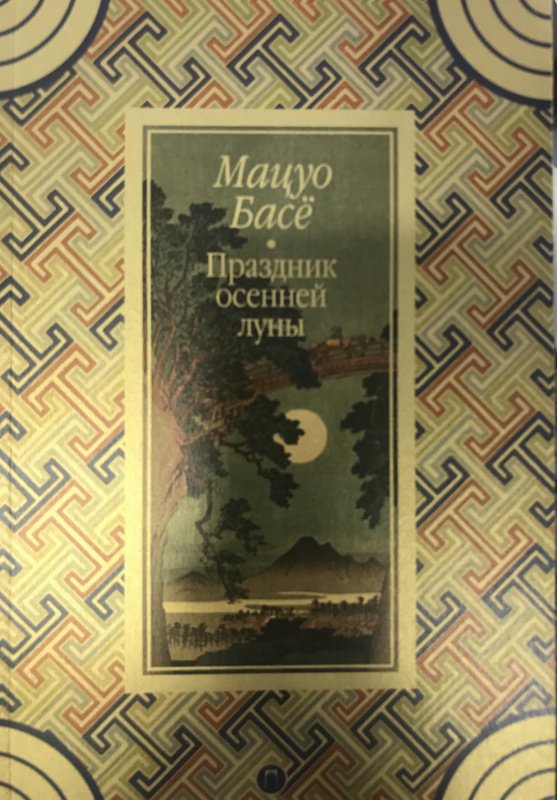 Мацуо
Басё
Праздник
осенней
луны